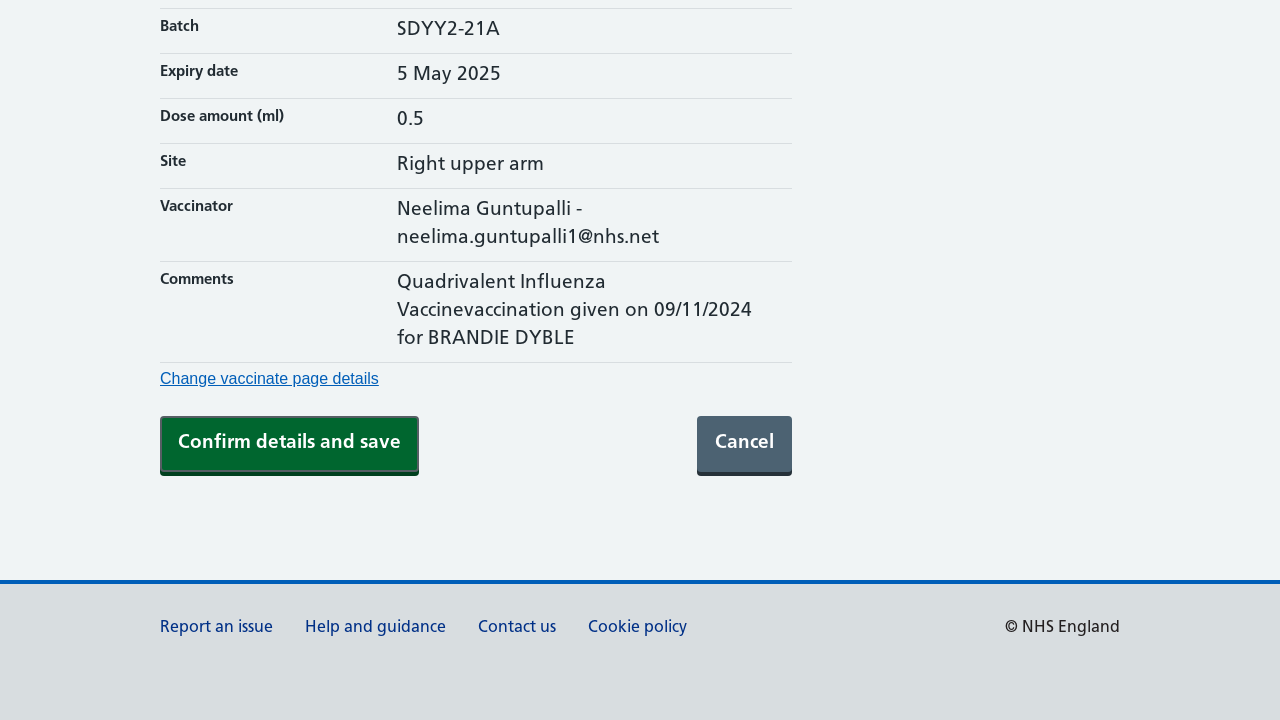 Batch SDYY2-21A
Expiry date 5 May 2025
Dose amount (ml) 0.5
Site Right upper arm
Vaccinator Neelima Guntupalli -
neelima.guntupalli1@nhs.net
Comments Quadrivalent Influenza
Vaccinevaccination given on 09/11/2024
for BRANDIE DYBLE
Change vaccinate page details
Confirm details and save Cancel
Report an issue Help and guidance Contact us Cookie policy © NHS England